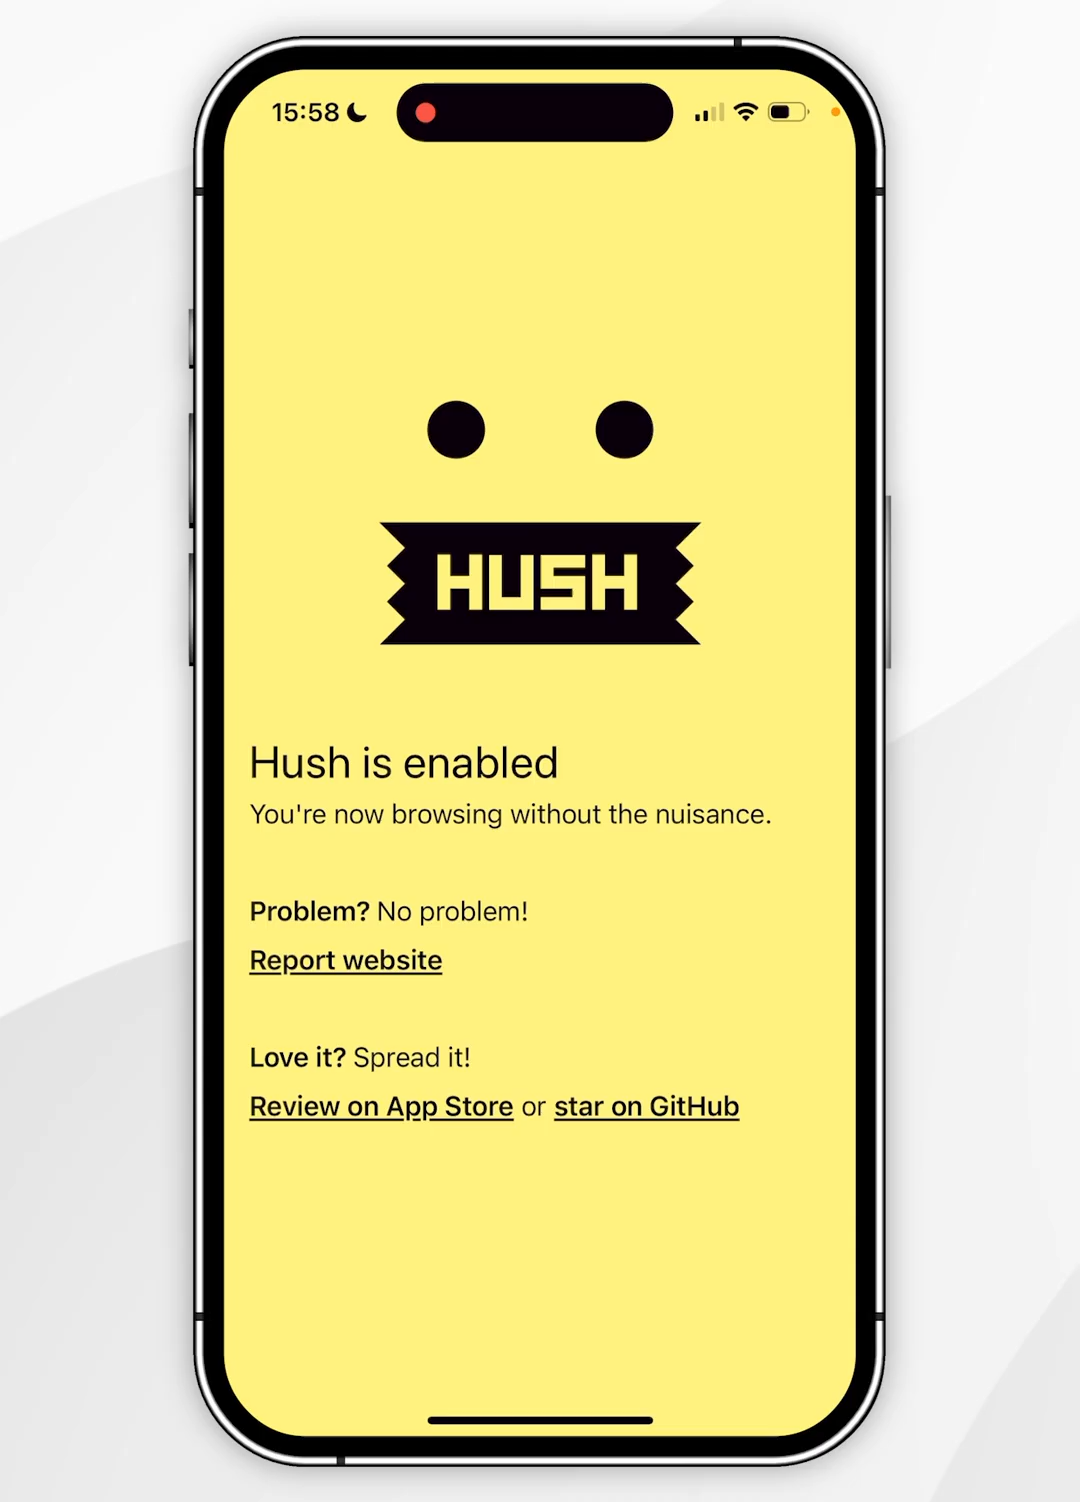 15:58
HUSH
Hush is enabled
You're now browsing without the nuisance.
Problem? No problem!
Report website
Love it? Spread it!
Review on App Store or star on GitHub